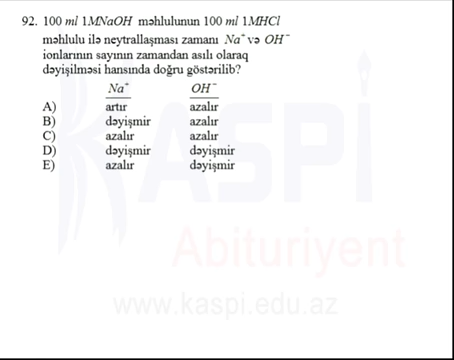 92. 100 ml 1MNaOH məhlulunun 100 ml 1MHCl
məhlulu ilə neytrallaşması zamanı Na⁺ və OH⁻
ionlarının sayının zamandan asılı olaraq
dəyişilməsi hansında doğru göstərilib?
Na⁺ OH⁻
A) artır azalır
B) dəyişmir azalır
C) azalır azalır
D) dəyişmir dəyişmir
E) azalır dəyişmir
KASPİ
Abituriyent
www.kaspi.edu.az